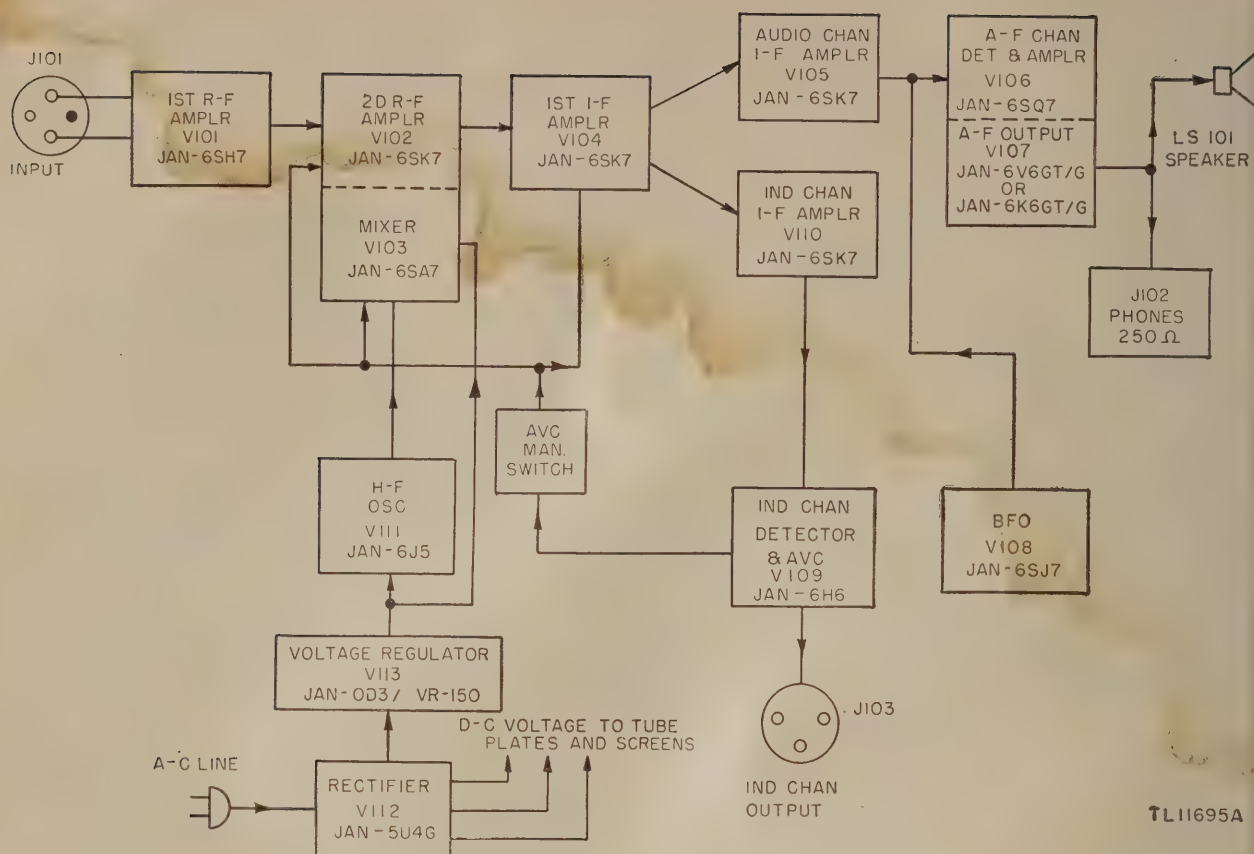 J101
INPUT
1ST R-F
AMPLR
V101
JAN-6SH7
2D R-F
AMPLR
V102
JAN-6SK7
MIXER
V103
JAN-6SA7
1ST I-F
AMPLR
V104
JAN-6SK7
AUDIO CHAN
I-F AMPLR
V105
JAN-6SK7
IND CHAN
I-F AMPLR
V110
JAN-6SK7
A-F CHAN
DET & AMPLR
V106
JAN-6SQ7
A-F OUTPUT
V107
JAN-6V6GT/G
OR
JAN-6K6GT/G
LS 101
SPEAKER
J102
PHONES
250 Ω
AVC
MAN.
SWITCH
H-F
OSC
V111
JAN-6J5
IND CHAN
DETECTOR
& AVC
V109
JAN-6H6
BFO
V108
JAN-6SJ7
VOLTAGE REGULATOR
V113
JAN-0D3/ VR-150
D-C VOLTAGE TO TUBE
PLATES AND SCREENS
J103
IND CHAN
OUTPUT
A-C LINE
RECTIFIER
V112
JAN-5U4G
TL11695A